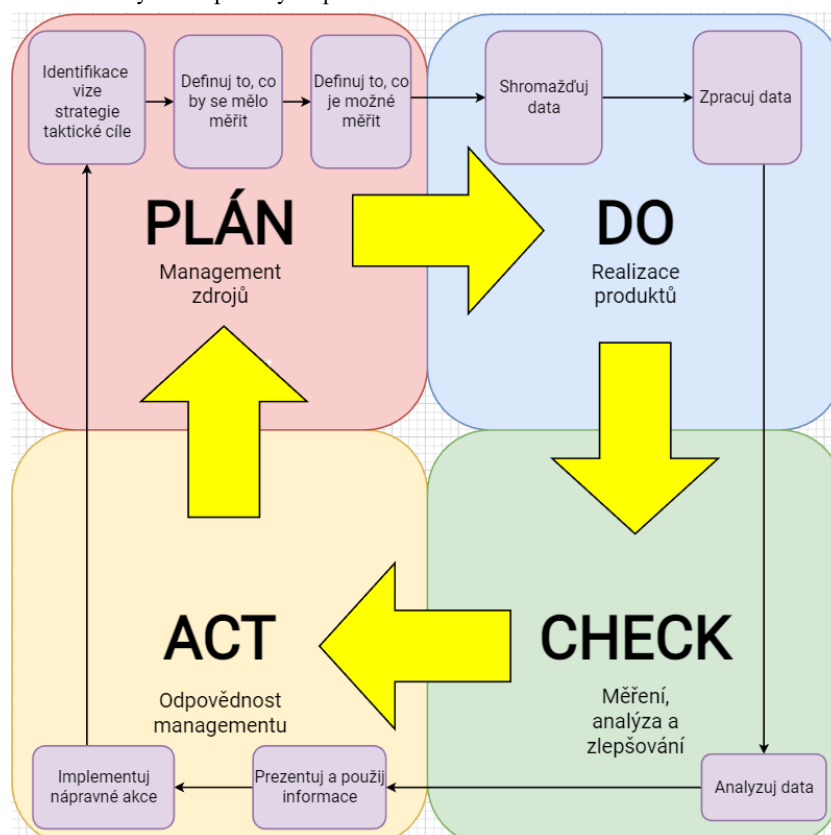 Identifikace
vize
strategie
taktické cíle
Definuj to, co
by se mělo
měřit
Definuj to, co
je možné
měřit
Shromažďuj
data
Zpracuj data
PLÁN
Management
zdrojů
DO
Realizace
produktů
ACT
Odpovědnost
managementu
CHECK
Měření,
analýza a
zlepšování
Implementuj
nápravné akce
Prezentuj a použij
informace
Analyzuj data